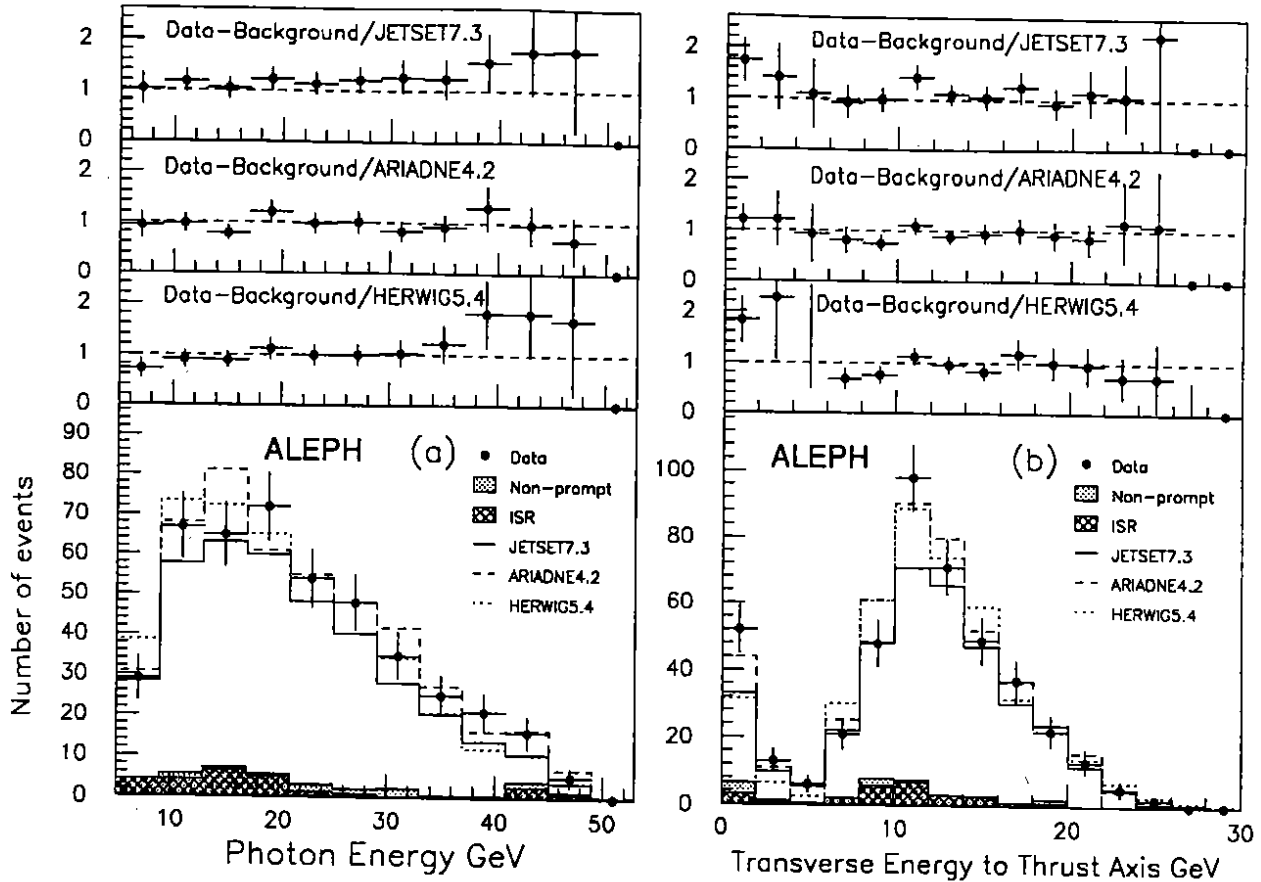 Data-Background/JETSET7.3
2
1
0
Data-Background/ARIADNE4.2
2
1
0
Data-Background/HERWIG5.4
2
1
0
ALEPH (a)
Data
Non-prompt
ISR
JETSET7.3
ARIADNE4.2
HERWIG5.4
Number of events
90
80
70
60
50
40
30
20
10
0
10 20 30 40 50
Photon Energy GeV
Data-Background/JETSET7.3
2
1
0
Data-Background/ARIADNE4.2
2
1
0
Data-Background/HERWIG5.4
2
1
0
ALEPH (b)
Data
Non-prompt
ISR
JETSET7.3
ARIADNE4.2
HERWIG5.4
100
80
60
40
20
0
0 10 20 30
Transverse Energy to Thrust Axis GeV